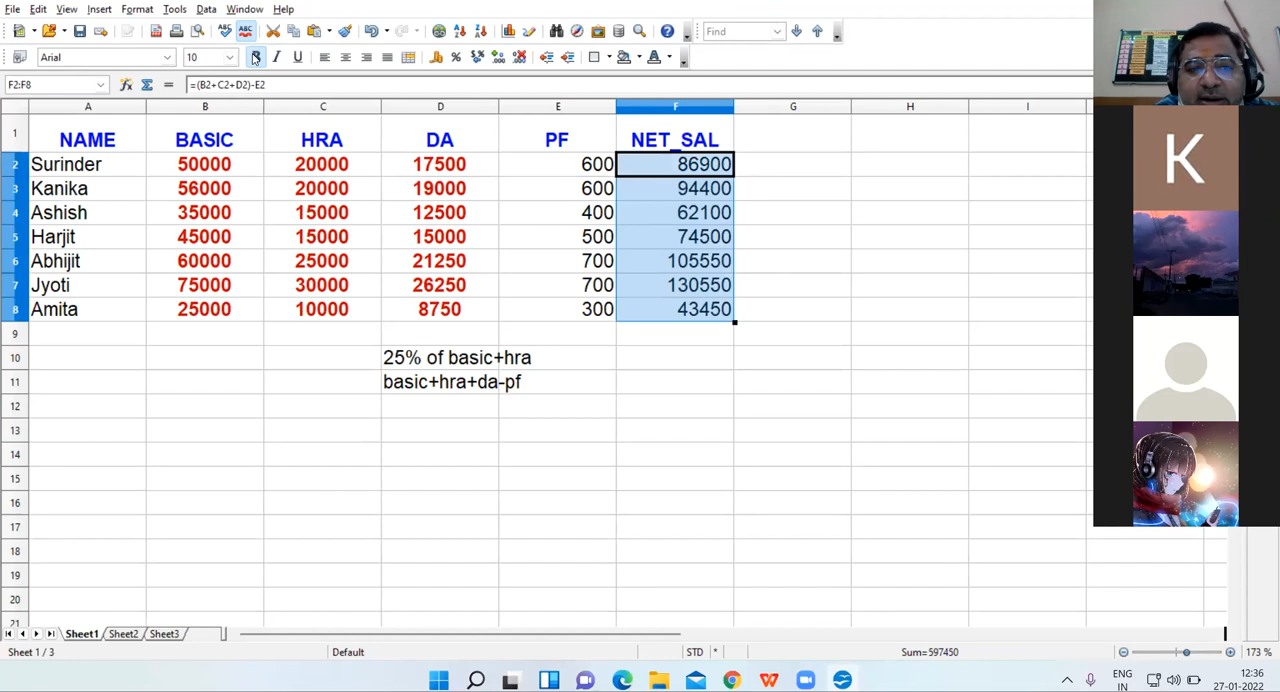 File Edit View Insert Format Tools Data Window Help
Find
Arial 10
F2:F8 =(B2+C2+D2)-E2
A B C D E F G H I
1 NAME BASIC HRA DA PF NET_SAL
2 Surinder 50000 20000 17500 600 86900
3 Kanika 56000 20000 19000 600 94400
4 Ashish 35000 15000 12500 400 62100
5 Harjit 45000 15000 15000 500 74500
6 Abhijit 60000 25000 21250 700 105550
7 Jyoti 75000 30000 26250 700 130550
8 Amita 25000 10000 8750 300 43450
9
10 25% of basic+hra
11 basic+hra+da-pf
12
13
14
15
16
17
18
19
20
21
Sheet1 Sheet2 Sheet3
Sheet 1 / 3 Default STD * Sum=597450 173 %
ENG
IN
12:36
27-01-2022
K